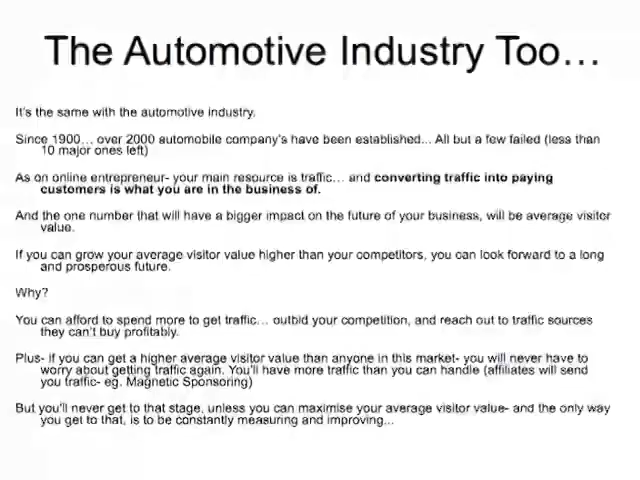 The Automotive Industry Too…
It's the same with the automotive industry.
Since 1900… over 2000 automobile company's have been established... All but a few failed (less than
10 major ones left)
As on online entrepreneur- your main resource is traffic… and converting traffic into paying
customers is what you are in the business of.
And the one number that will have a bigger impact on the future of your business, will be average visitor
value.
If you can grow your average visitor value higher than your competitors, you can look forward to a long
and prosperous future.
Why?
You can afford to spend more to get traffic… outbid your competition, and reach out to traffic sources
they can't buy profitably.
Plus- if you can get a higher average visitor value than anyone in this market- you will never have to
worry about getting traffic again. You'll have more traffic than you can handle (affiliates will send
you traffic- eg. Magnetic Sponsoring)
But you'll never get to that stage, unless you can maximise your average visitor value- and the only way
you get to that, is to be constantly measuring and improving...